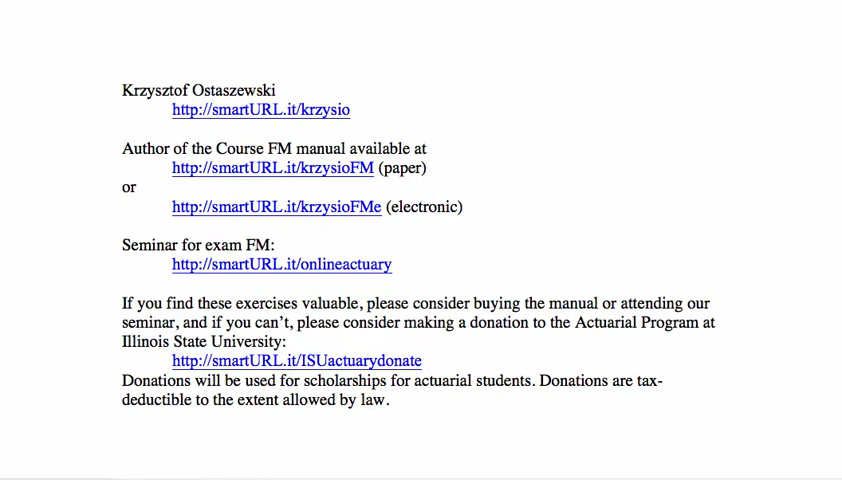 Krzysztof Ostaszewski
http://smartURL.it/krzysio
Author of the Course FM manual available at
http://smartURL.it/krzysioFM (paper)
or
http://smartURL.it/krzysioFMe (electronic)
Seminar for exam FM:
http://smartURL.it/onlineactuary
If you find these exercises valuable, please consider buying the manual or attending our
seminar, and if you can’t, please consider making a donation to the Actuarial Program at
Illinois State University:
http://smartURL.it/ISUactuarydonate
Donations will be used for scholarships for actuarial students. Donations are tax-
deductible to the extent allowed by law.